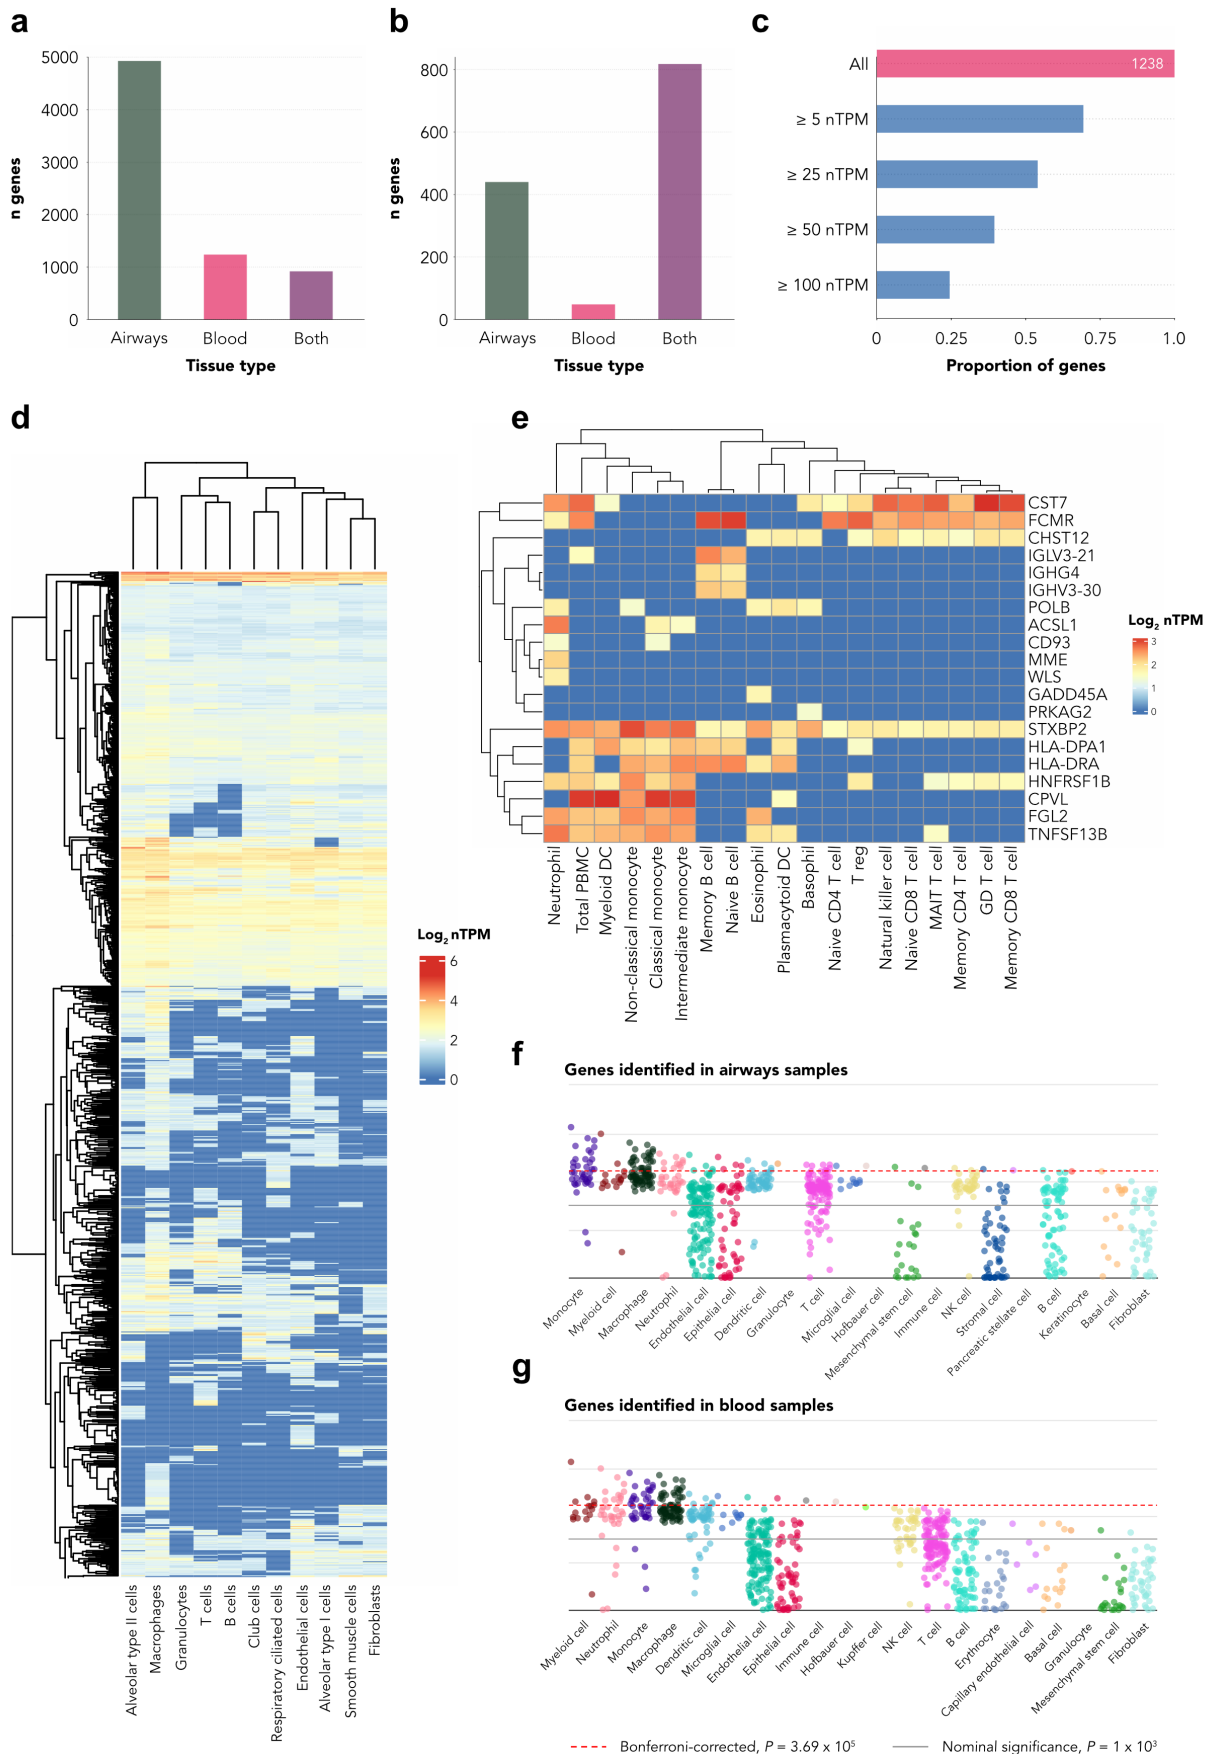 a
5000
4000
3000
2000
1000
0
n genes
Airways Blood Both
Tissue type
b
800
600
400
200
0
n genes
Airways Blood Both
Tissue type
c
All
1238
≥ 5 nTPM
≥ 25 nTPM
≥ 50 nTPM
≥ 100 nTPM
0 0.25 0.5 0.75 1.0
Proportion of genes
d
Log2 nTPM
6
4
2
0
Alveolar type II cells
Macrophages
Granulocytes
T cells
B cells
Club cells
Respiratory ciliated cells
Endothelial cells
Alveolar type I cells
Smooth muscle cells
Fibroblasts
e
CST7
FCMR
CHST12
IGLV3-21
IGHG4
IGHV3-30
POLB
ACSL1
CD93
MME
WLS
GADD45A
PRKAG2
STXBP2
HLA-DPA1
HLA-DRA
HNFRSF1B
CPVL
FGL2
TNFSF13B
Log2 nTPM
3
2
1
0
Neutrophil
Total PBMC
Myeloid DC
Non-classical monocyte
Classical monocyte
Intermediate monocyte
Memory B cell
Naive B cell
Eosinophil
Plasmacytoid DC
Basophil
Naive CD4 T cell
T reg
Natural killer cell
Naive CD8 T cell
MAIT T cell
Memory CD4 T cell
GD T cell
Memory CD8 T cell
f
Genes identified in airways samples
Monocyte
Myeloid cell
Macrophage
Neutrophil
Endothelial cell
Epithelial cell
Dendritic cell
Granulocyte
T cell
Microglial cell
Hofbauer cell
Mesenchymal stem cell
Immune cell
NK cell
Stromal cell
Pancreatic stellate cell
B cell
Keratinocyte
Basal cell
Fibroblast
g
Genes identified in blood samples
Myeloid cell
Neutrophil
Monocyte
Macrophage
Dendritic cell
Microglial cell
Endothelial cell
Epithelial cell
Immune cell
Hofbauer cell
Kupffer cell
NK cell
T cell
B cell
Erythrocyte
Capillary endothelial cell
Basal cell
Granulocyte
Mesenchymal stem cell
Fibroblast
Bonferroni-corrected, P = 3.69 x 10⁵
Nominal significance, P = 1 x 10³